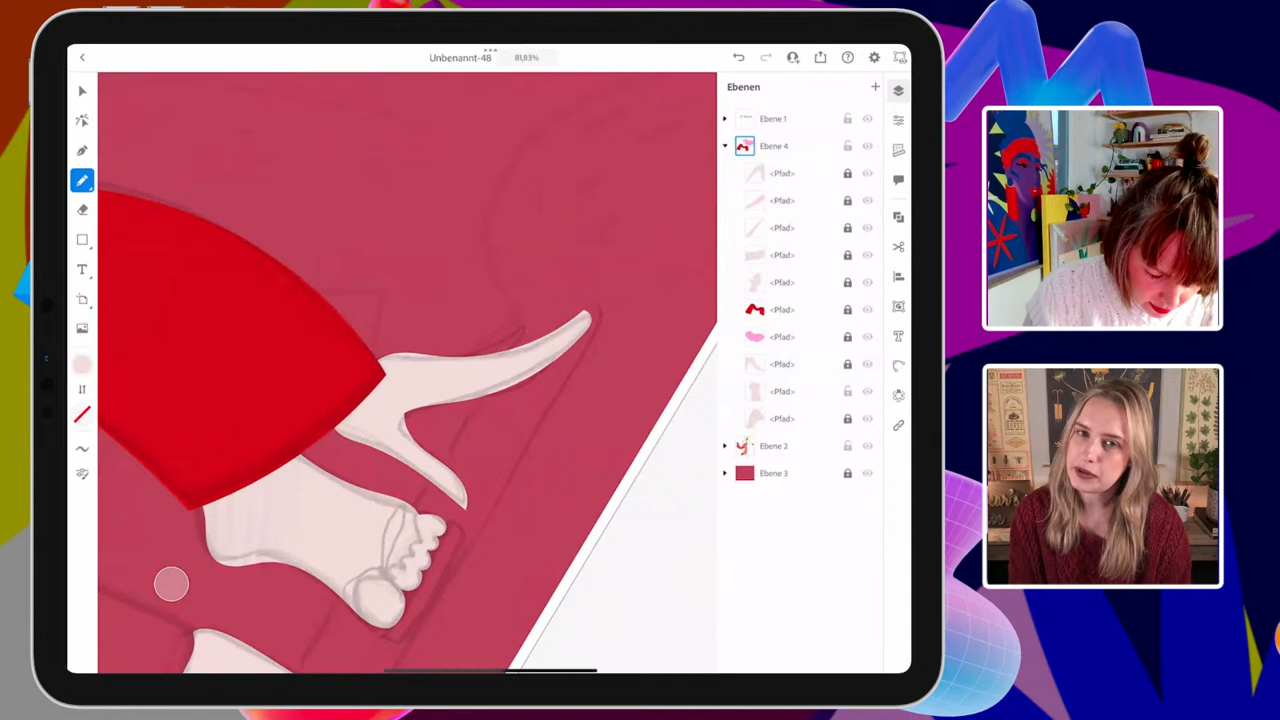 Unbenannt-48
81,83%
Ebenen
Ebene 1
Ebene 4
<Pfad>
<Pfad>
<Pfad>
<Pfad>
<Pfad>
<Pfad>
<Pfad>
<Pfad>
<Pfad>
<Pfad>
Ebene 2
Ebene 3